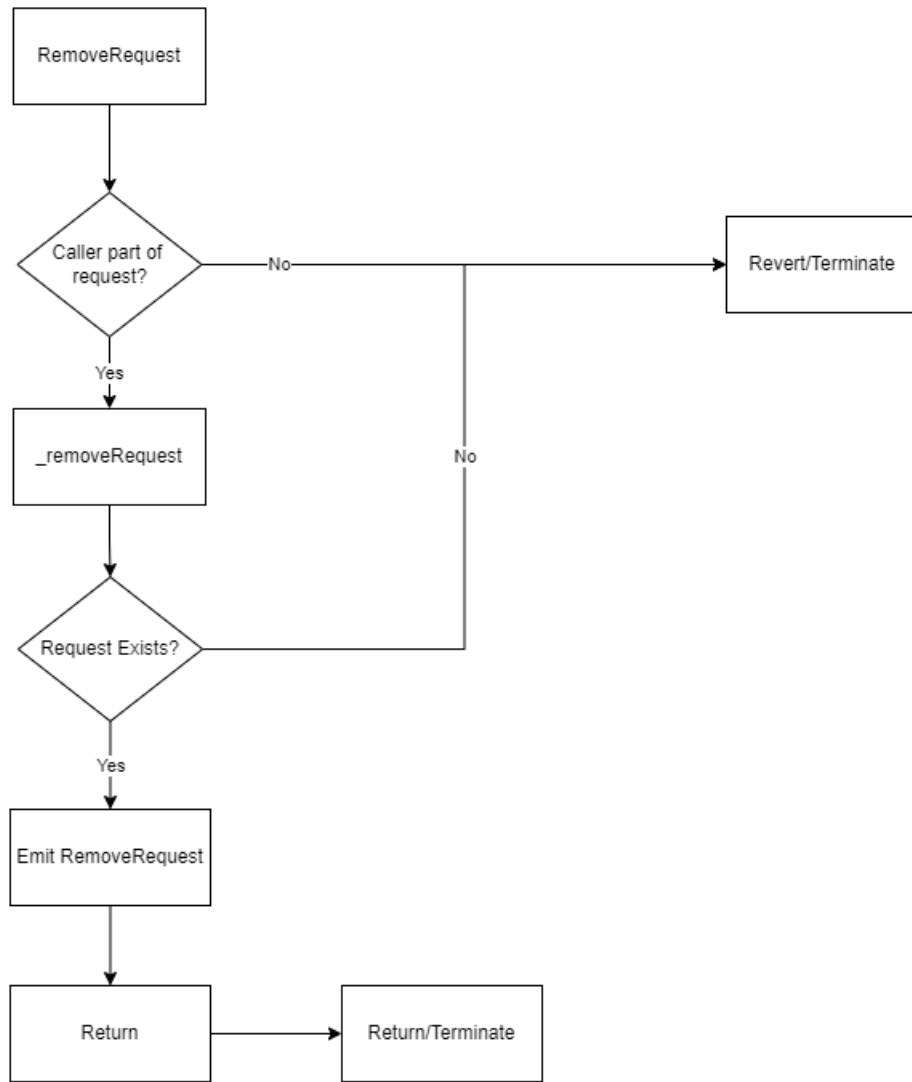 RemoveRequest
Caller part of
request?
No
Revert/Terminate
Yes
_removeRequest
No
Request Exists?
Yes
Emit RemoveRequest
Return
Return/Terminate